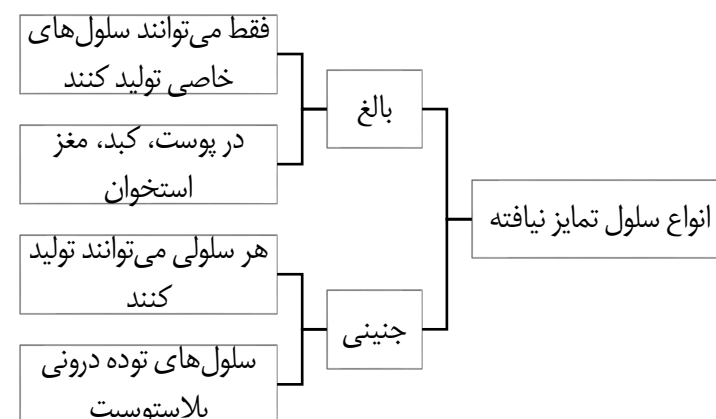 انواع سلول تمایز نیافته
بالغ
فقط می‌توانند سلول‌های
خاصی تولید کنند
در پوست، کبد، مغز
استخوان
جنینی
هر سلولی می‌توانند تولید
کنند
سلول‌های توده درونی
بلاستوسیت